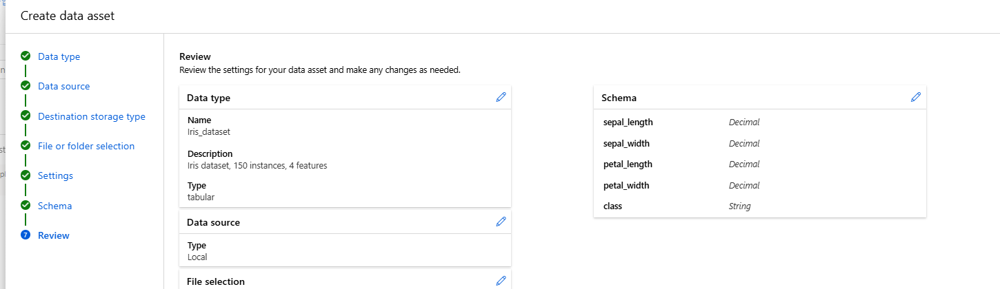 Create data asset
Data type
Data source
Destination storage type
File or folder selection
Settings
Schema
7 Review
Review
Review the settings for your data asset and make any changes as needed.
Data type
Name
Iris_dataset
Description
Iris dataset, 150 instances, 4 features
Type
tabular
Data source
Type
Local
File selection
Schema
sepal_length Decimal
sepal_width Decimal
petal_length Decimal
petal_width Decimal
class String